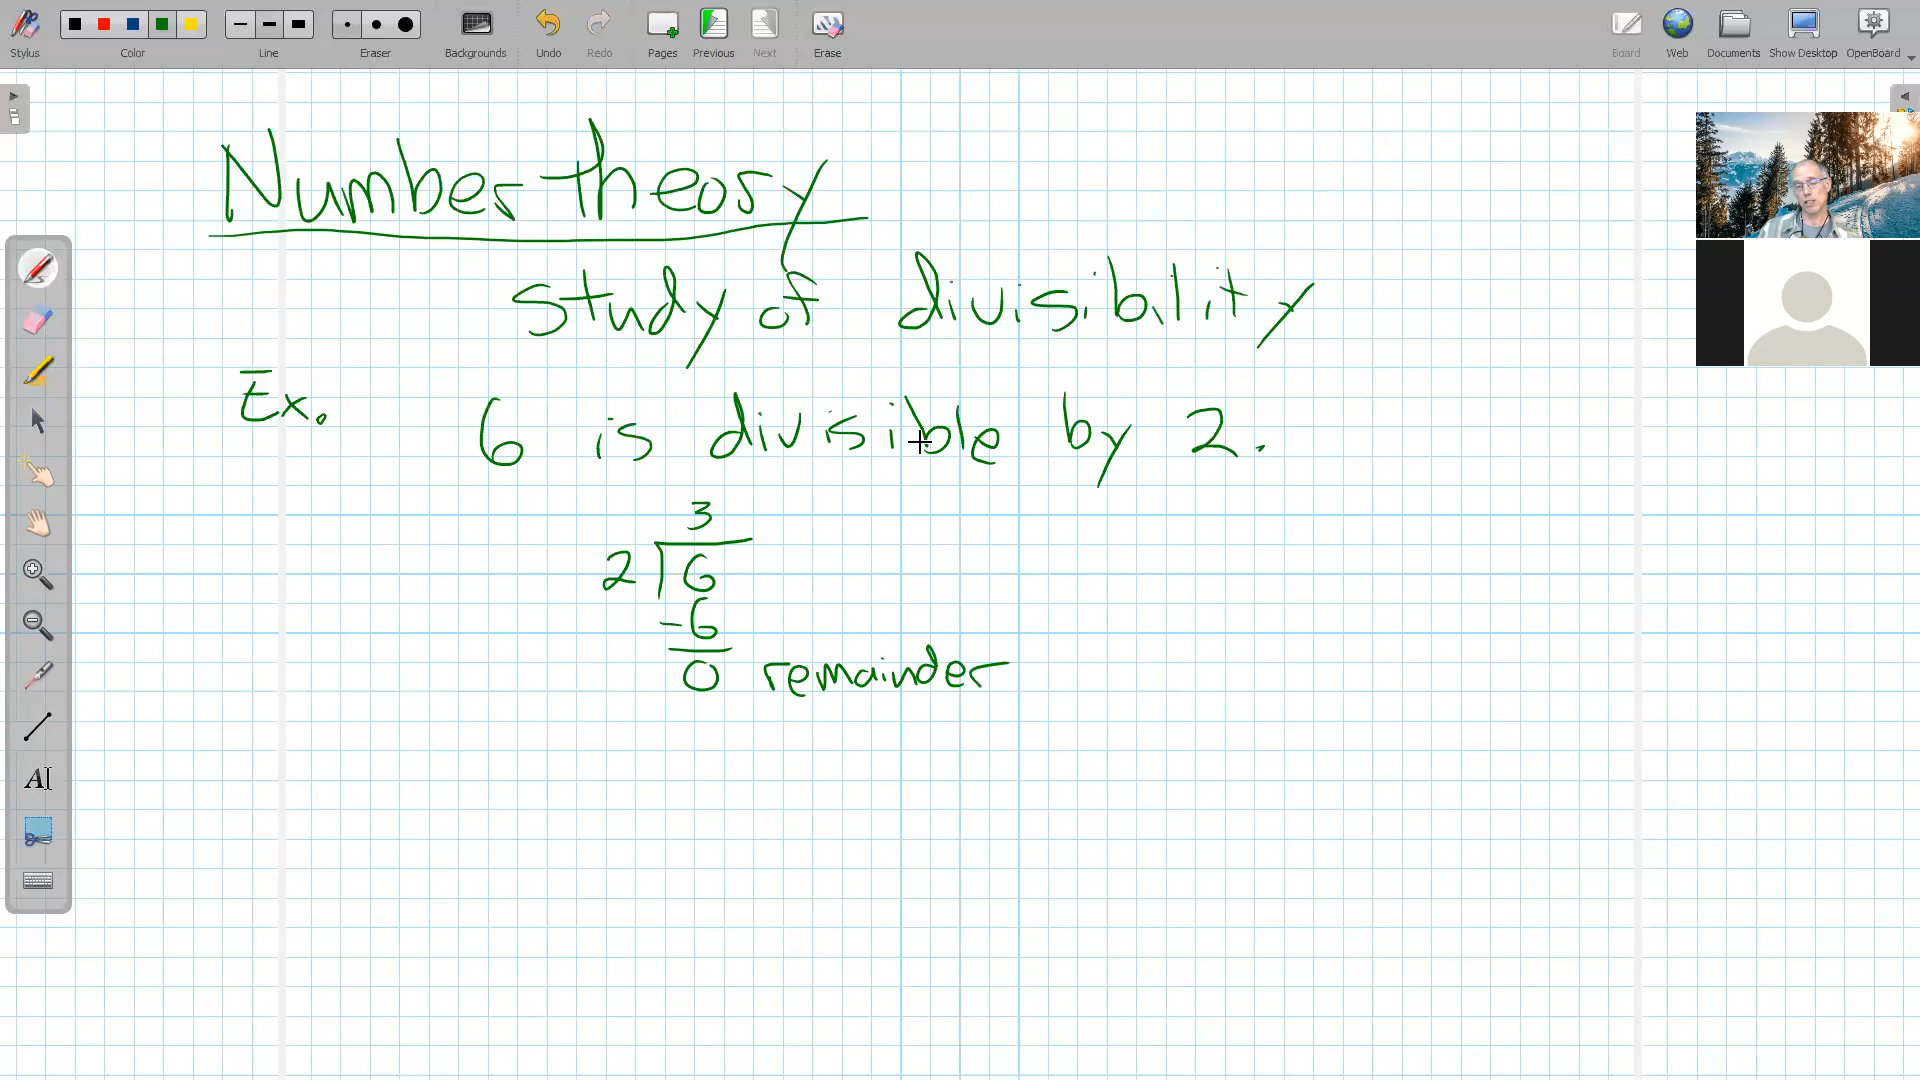 Stylus
Color
Line
Eraser
Backgrounds
Undo
Redo
Pages
Previous
Next
Erase
Board
Web
Documents
Show Desktop
OpenBoard
Number theory
study of divisibility
Ex. 6 is divisible by 2.
3
2 6
-6
0 remainder